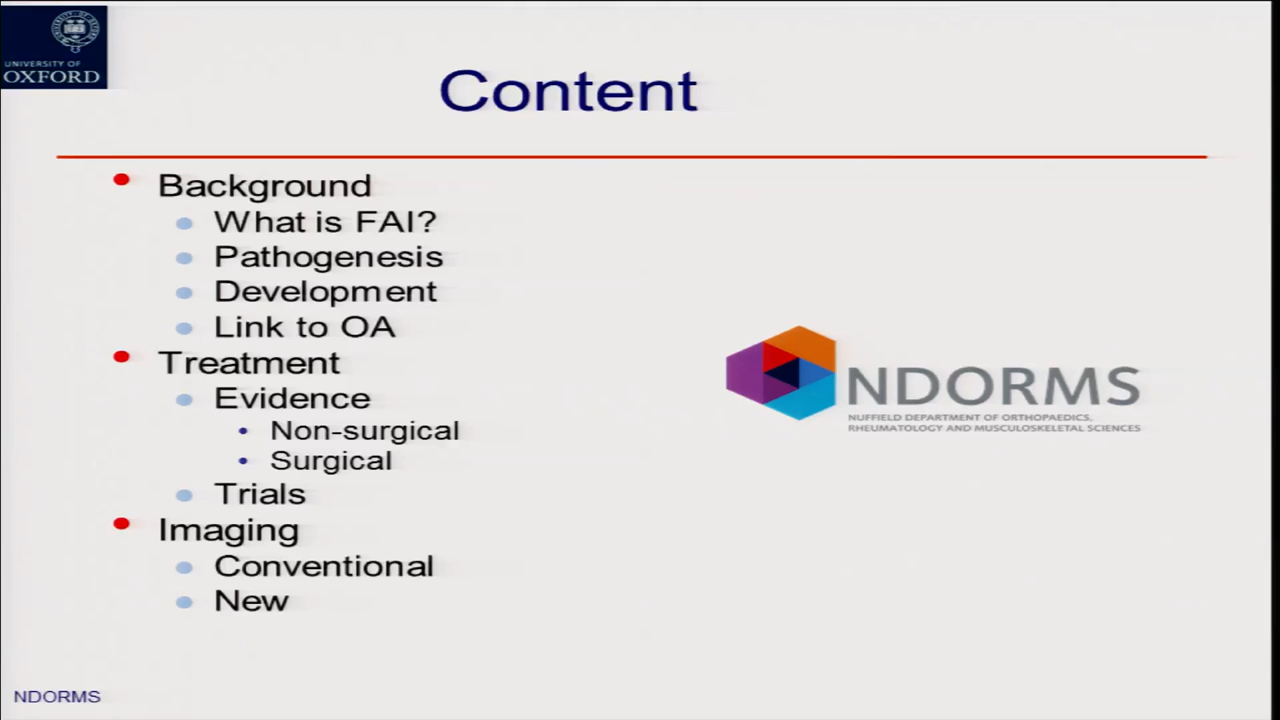 UNIVERSITY OF
OXFORD
Content
Background
What is FAI?
Pathogenesis
Development
Link to OA
Treatment
Evidence
Non-surgical
Surgical
Trials
Imaging
Conventional
New
NDORMS
NUFFIELD DEPARTMENT OF ORTHOPAEDICS,
RHEUMATOLOGY AND MUSCULOSKELETAL SCIENCES
NDORMS